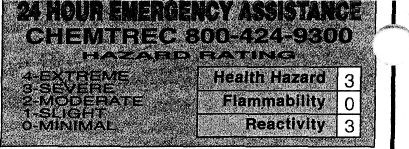 24 HOUR EMERGENCY ASSISTANCE
CHEMTREC 800-424-9300
HAZARD RATING
4-EXTREME
3-SEVERE
2-MODERATE
1-SLIGHT
0-MINIMAL
Health Hazard 3
Flammability 0
Reactivity 3